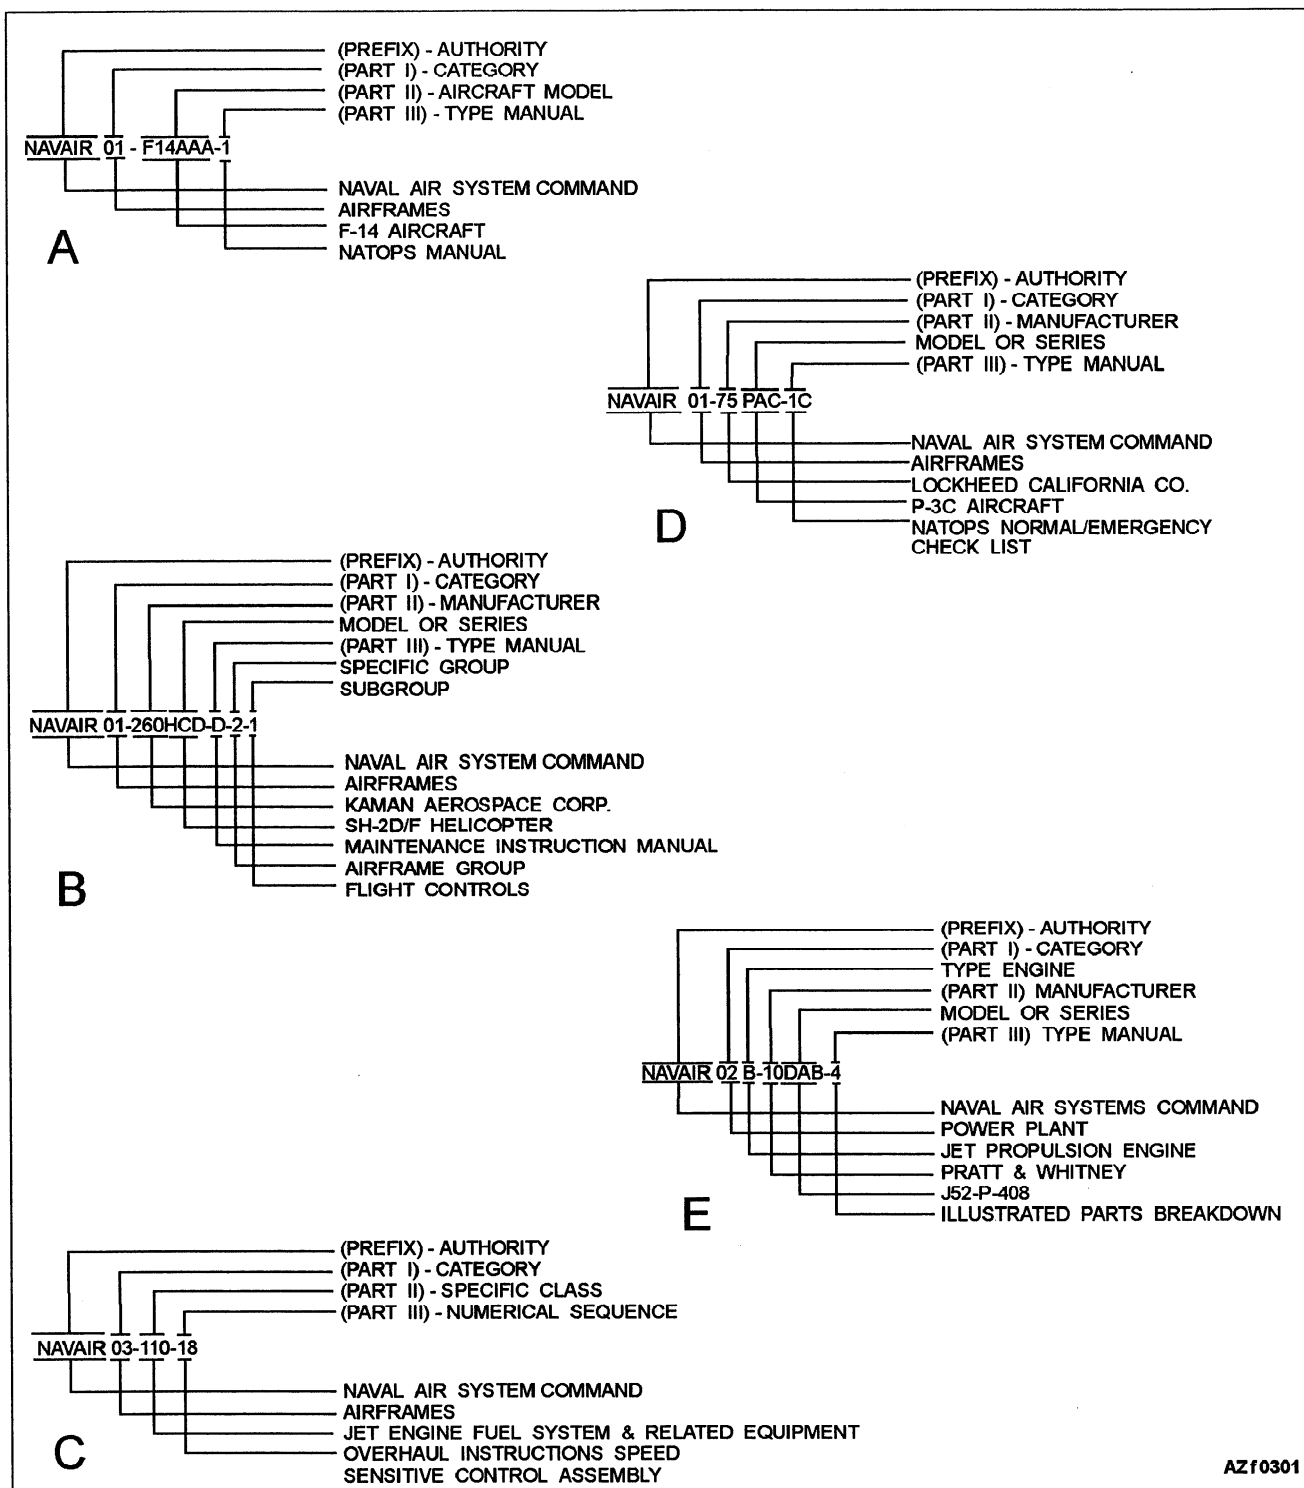 (PREFIX) - AUTHORITY
(PART I) - CATEGORY
(PART II) - AIRCRAFT MODEL
(PART III) - TYPE MANUAL
NAVAIR 01 - F14AAA-1
NAVAL AIR SYSTEM COMMAND
AIRFRAMES
F-14 AIRCRAFT
NATOPS MANUAL
A
(PREFIX) - AUTHORITY
(PART I) - CATEGORY
(PART II) - MANUFACTURER
MODEL OR SERIES
(PART III) - TYPE MANUAL
SPECIFIC GROUP
SUBGROUP
NAVAIR 01-260HCD-D-2-1
NAVAL AIR SYSTEM COMMAND
AIRFRAMES
KAMAN AEROSPACE CORP.
SH-2D/F HELICOPTER
MAINTENANCE INSTRUCTION MANUAL
AIRFRAME GROUP
FLIGHT CONTROLS
B
(PREFIX) - AUTHORITY
(PART I) - CATEGORY
(PART II) - SPECIFIC CLASS
(PART III) - NUMERICAL SEQUENCE
NAVAIR 03-110-18
NAVAL AIR SYSTEM COMMAND
AIRFRAMES
JET ENGINE FUEL SYSTEM & RELATED EQUIPMENT
OVERHAUL INSTRUCTIONS SPEED
SENSITIVE CONTROL ASSEMBLY
C
(PREFIX) - AUTHORITY
(PART I) - CATEGORY
(PART II) - MANUFACTURER
MODEL OR SERIES
(PART III) - TYPE MANUAL
NAVAIR 01-75 PAC-1C
NAVAL AIR SYSTEM COMMAND
AIRFRAMES
LOCKHEED CALIFORNIA CO.
P-3C AIRCRAFT
NATOPS NORMAL/EMERGENCY
CHECK LIST
D
(PREFIX) - AUTHORITY
(PART I) - CATEGORY
TYPE ENGINE
(PART II) MANUFACTURER
MODEL OR SERIES
(PART III) TYPE MANUAL
NAVAIR 02 B-10DAB-4
NAVAL AIR SYSTEMS COMMAND
POWER PLANT
JET PROPULSION ENGINE
PRATT & WHITNEY
J52-P-408
ILLUSTRATED PARTS BREAKDOWN
E
AZf0301